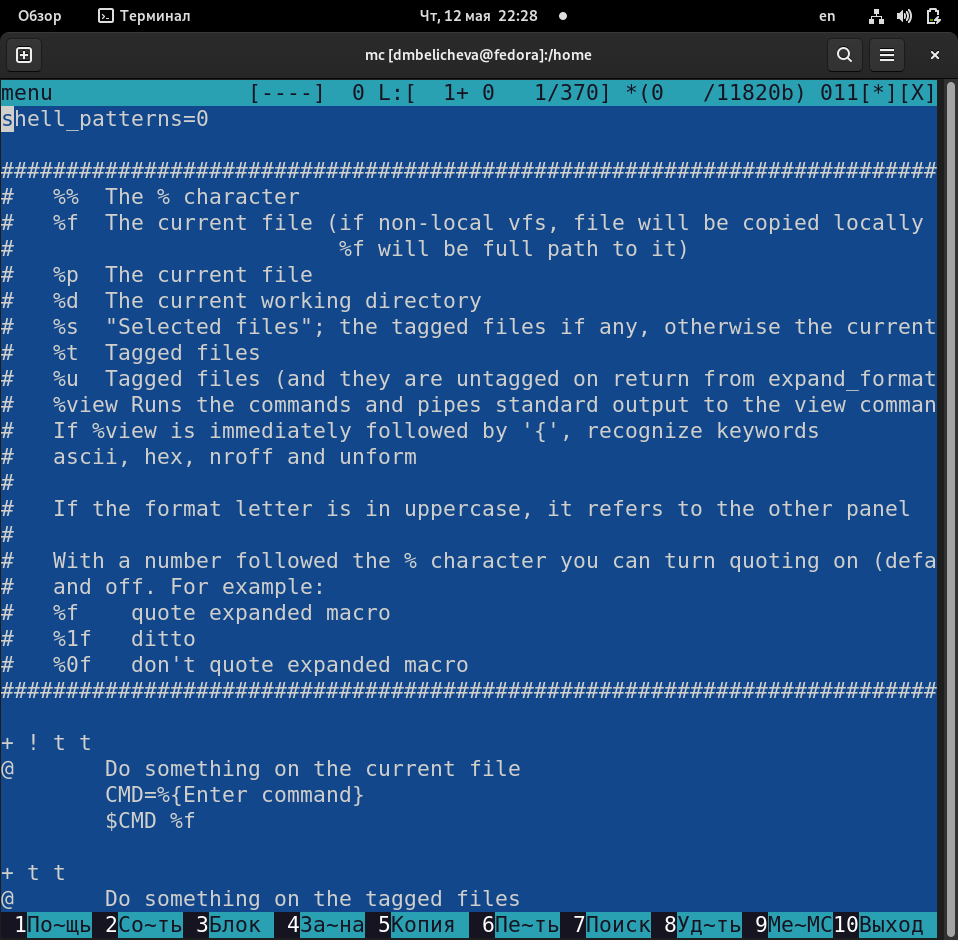 Обзор Терминал Чт, 12 мая 22:28 en
mc [dmbelicheva@fedora]:/home
menu [----] 0 L:[ 1+ 0 1/370] *(0 /11820b) 011[*][X]
shell_patterns=0
########################################################################
# %% The % character
# %f The current file (if non-local vfs, file will be copied locally
# %f will be full path to it)
# %p The current file
# %d The current working directory
# %s "Selected files"; the tagged files if any, otherwise the current
# %t Tagged files
# %u Tagged files (and they are untagged on return from expand_format
# %view Runs the commands and pipes standard output to the view comman
# If %view is immediately followed by '{', recognize keywords
# ascii, hex, nroff and unform
#
# If the format letter is in uppercase, it refers to the other panel
#
# With a number followed the % character you can turn quoting on (defa
# and off. For example:
# %f quote expanded macro
# %1f ditto
# %0f don't quote expanded macro
########################################################################
+ ! t t
@ Do something on the current file
CMD=%{Enter command}
$CMD %f
+ t t
@ Do something on the tagged files
1По~щь 2Со~ть 3Блок 4За~на 5Копия 6Пе~ть 7Поиск 8Уд~ть 9Ме~МС10Выход